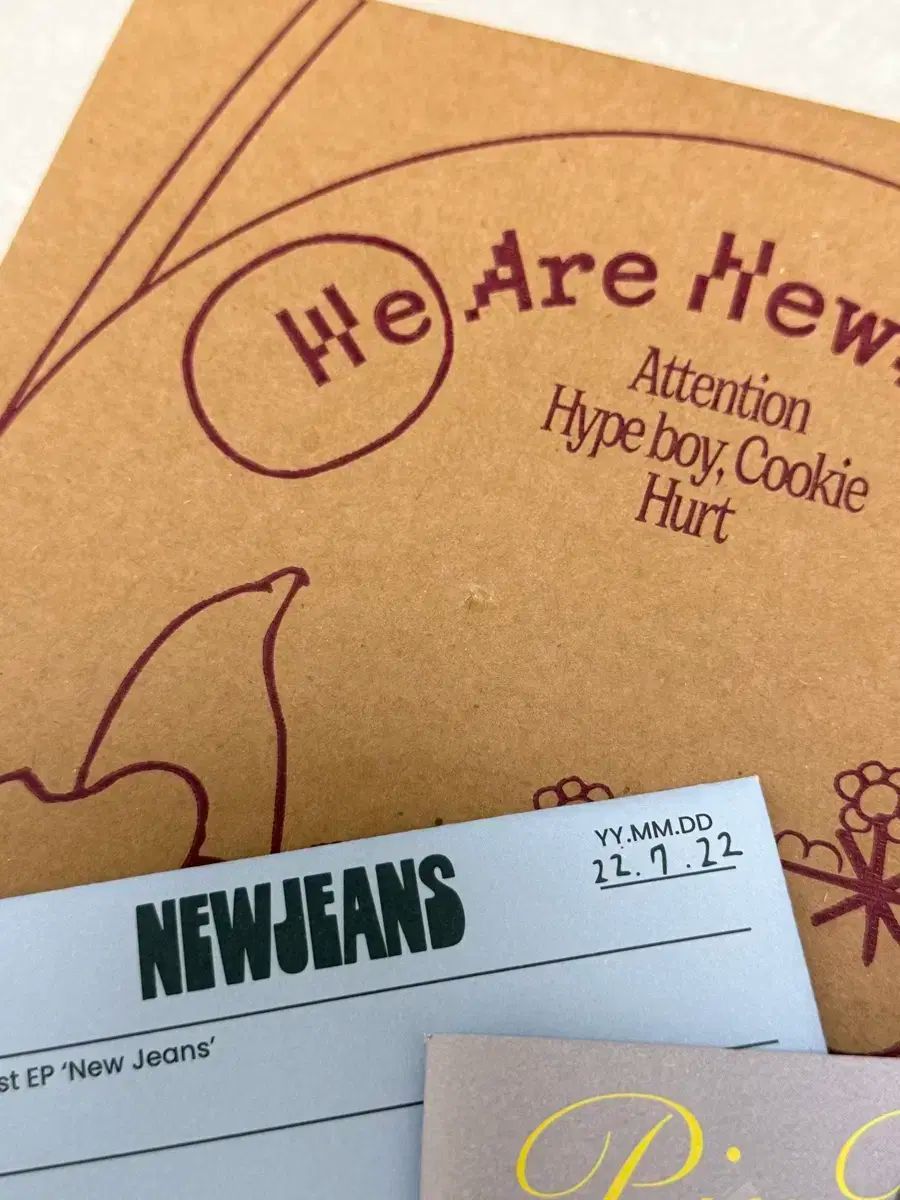 We Are New
Attention
Hype boy, Cookie
Hurt
YY.MM.DD
22.7.22
NEWJEANS
st EP ‘New Jeans’